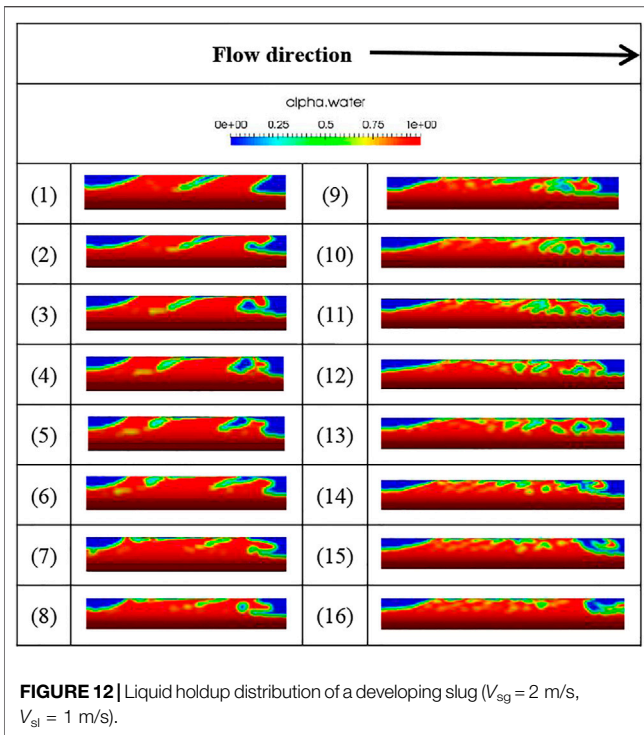 Flow direction
alpha.water
0e+00 0.25 0.5 0.75 1e+00
(1) (9)
(2) (10)
(3) (11)
(4) (12)
(5) (13)
(6) (14)
(7) (15)
(8) (16)
FIGURE 12 | Liquid holdup distribution of a developing slug (Vsg = 2 m/s,
Vsl = 1 m/s).